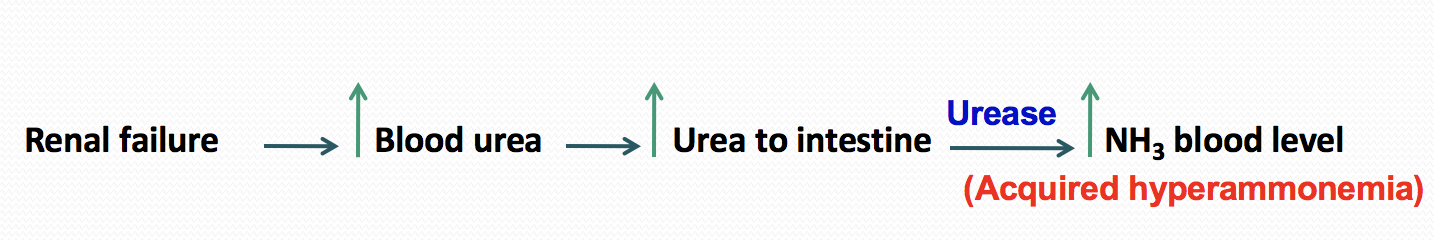 Urease
Renal failure → ↑ Blood urea → ↑ Urea to intestine → ↑ NH₃ blood level
(Acquired hyperammonemia)